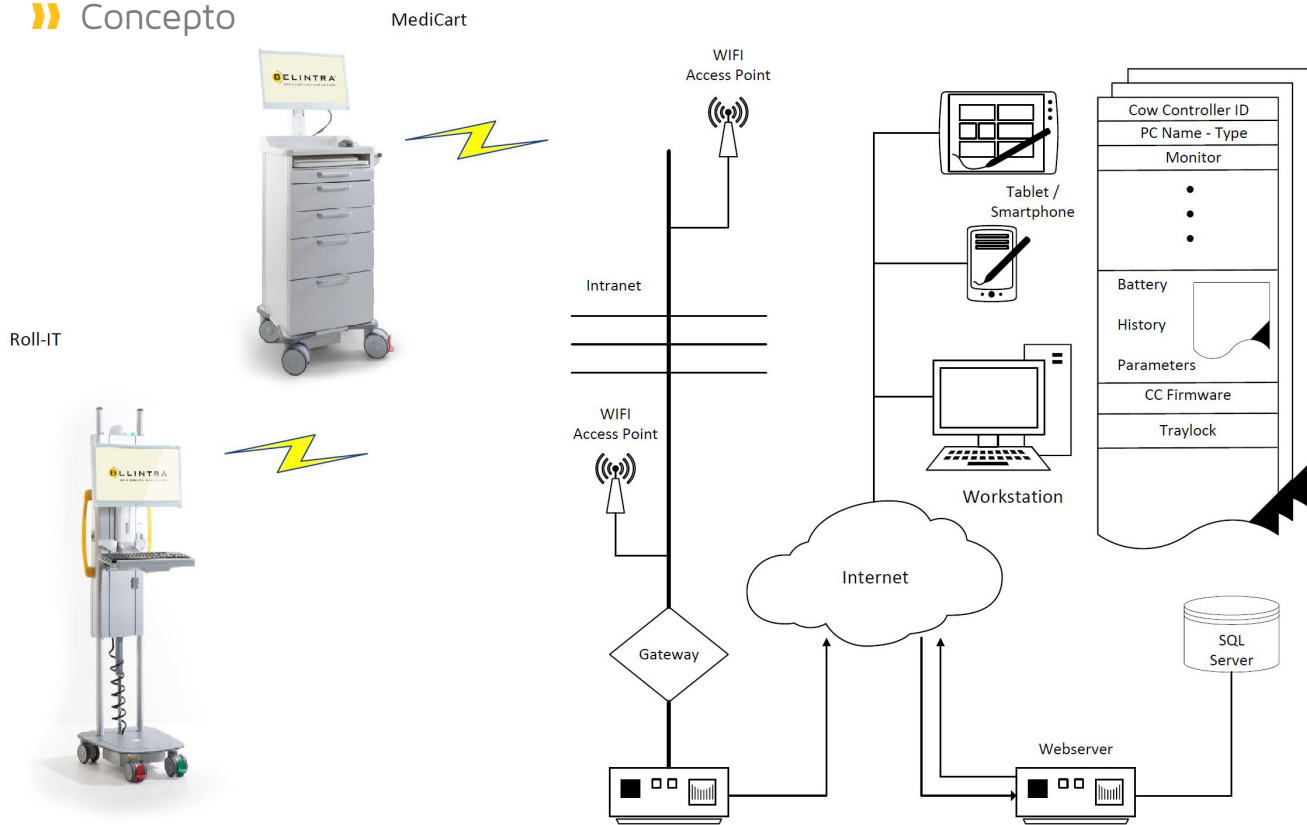 Concepto
MediCart
WIFI
Access Point
Cow Controller ID
PC Name - Type
Monitor
BELINTRA
Tablet /
Smartphone
Intranet
Battery
History
Parameters
CC Firmware
Traylock
Roll-IT
WIFI
Access Point
Workstation
Internet
Gateway
SQL
Server
Webserver